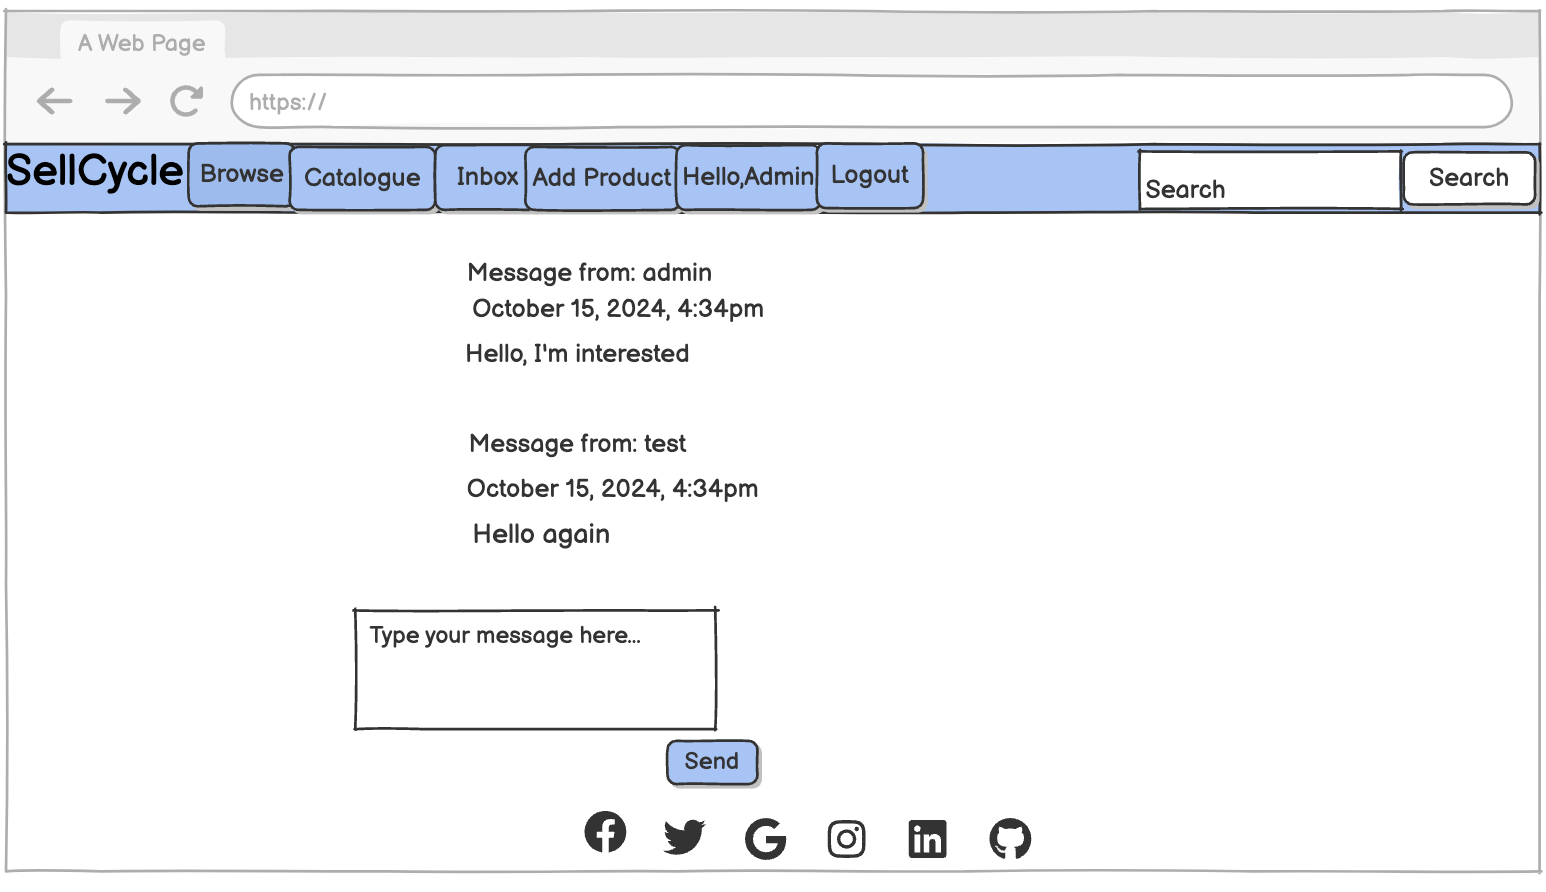 A Web Page
https://
SellCycle Browse Catalogue Inbox Add Product Hello,Admin Logout Search Search
Message from: admin
October 15, 2024, 4:34pm
Hello, I'm interested
Message from: test
October 15, 2024, 4:34pm
Hello again
Type your message here...
Send